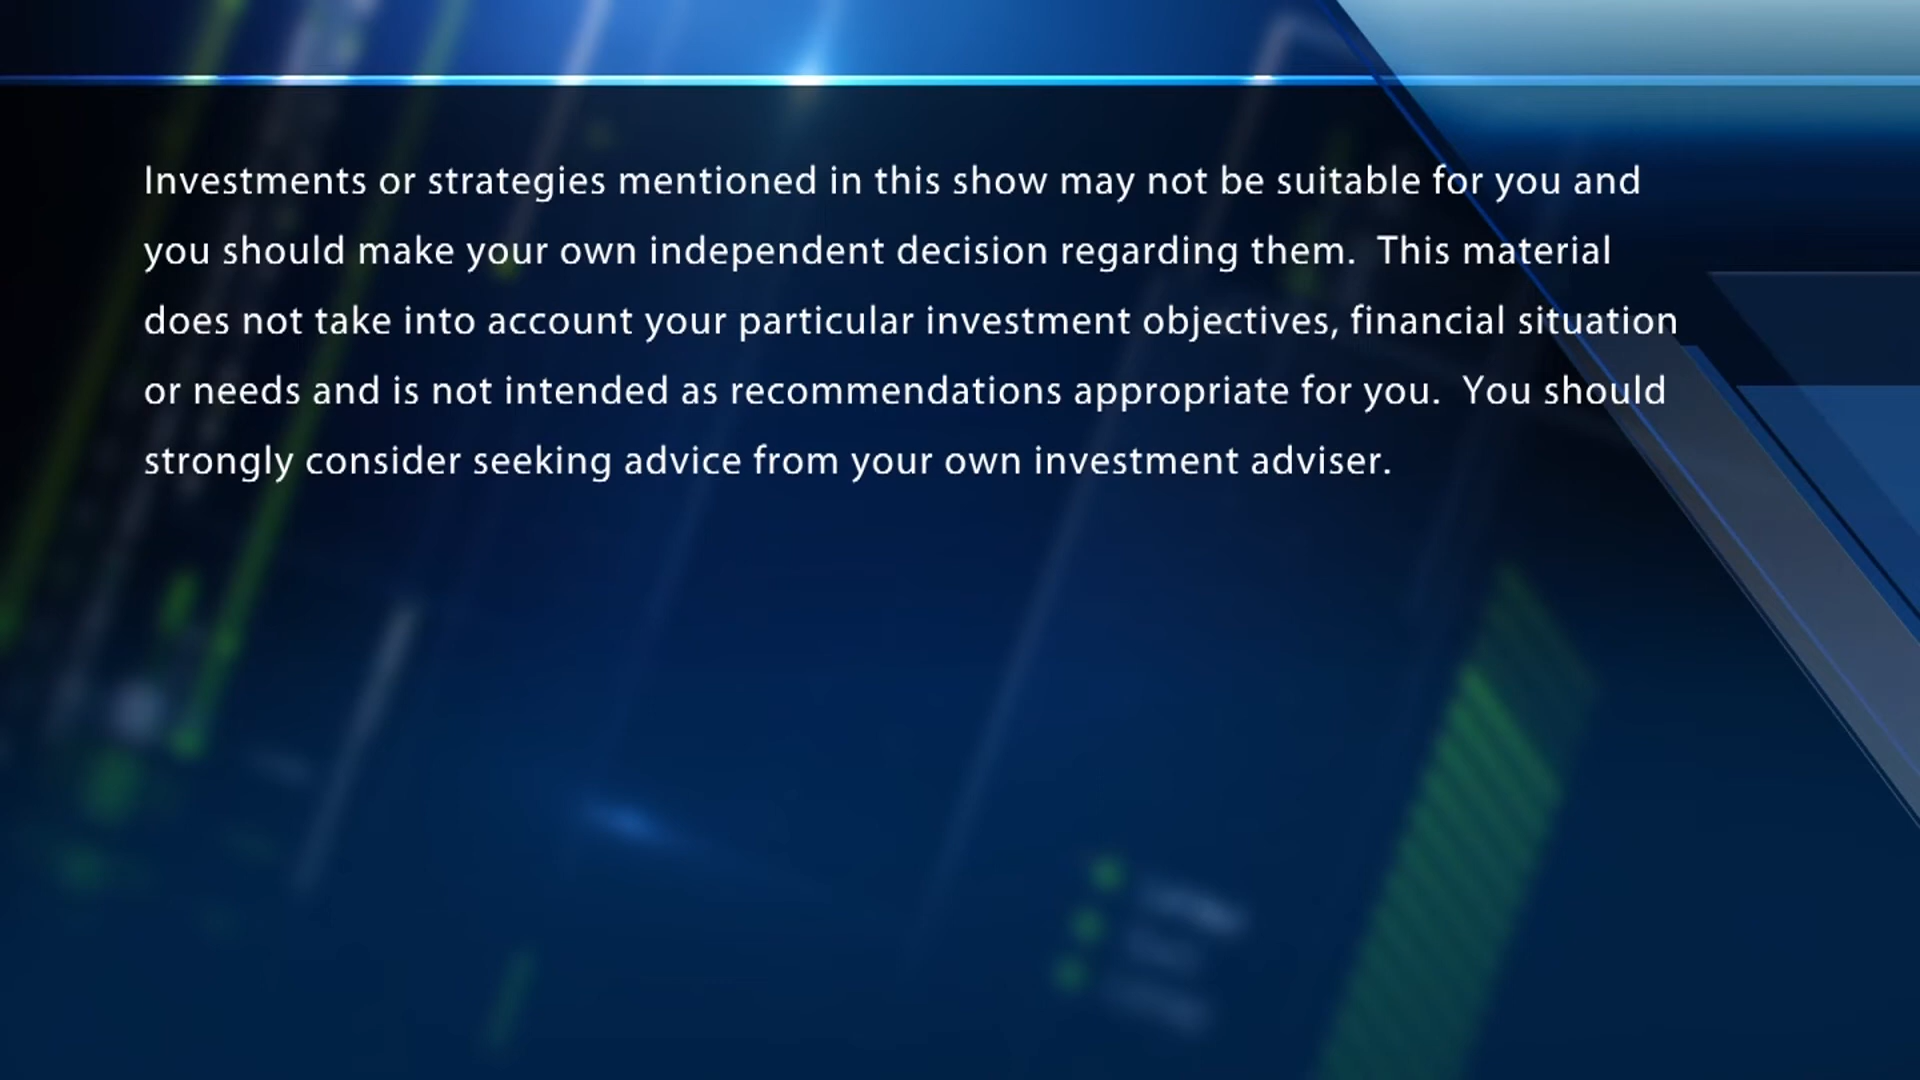 Investments or strategies mentioned in this show may not be suitable for you and
you should make your own independent decision regarding them.  This material
does not take into account your particular investment objectives, financial situation
or needs and is not intended as recommendations appropriate for you.  You should
strongly consider seeking advice from your own investment adviser.